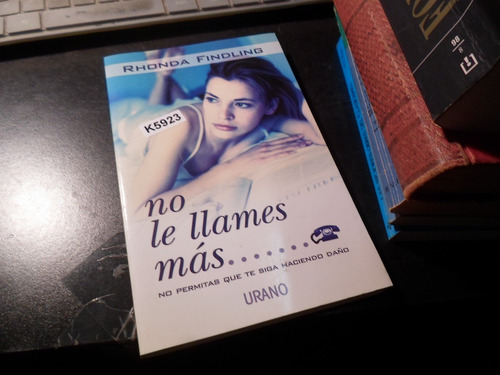 RHONDA FINDLING
K5923
no
le llames
más.......
NO PERMITAS QUE TE SIGA HACIENDO DAÑO
URANO